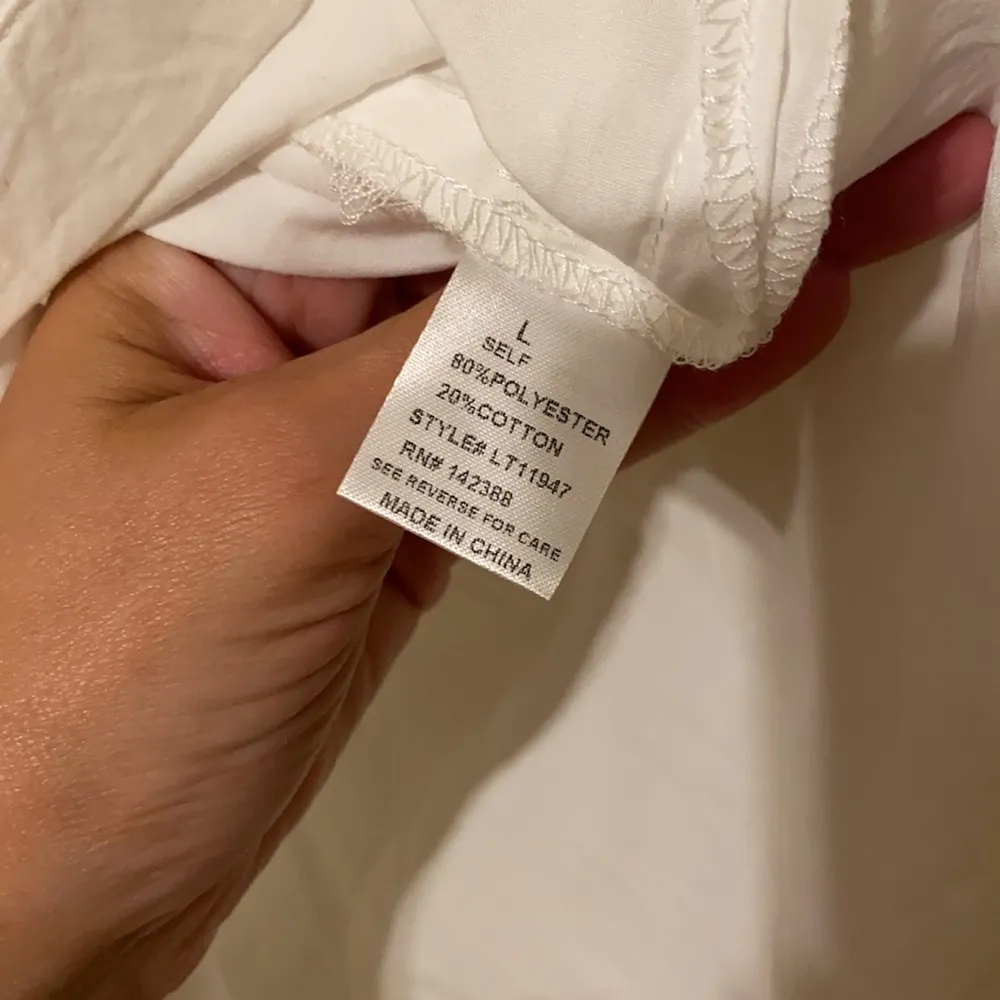 L
SELF
80%POLYESTER
20%COTTON
STYLE# LT11947
RN# 142388
SEE REVERSE FOR CARE
MADE IN CHINA